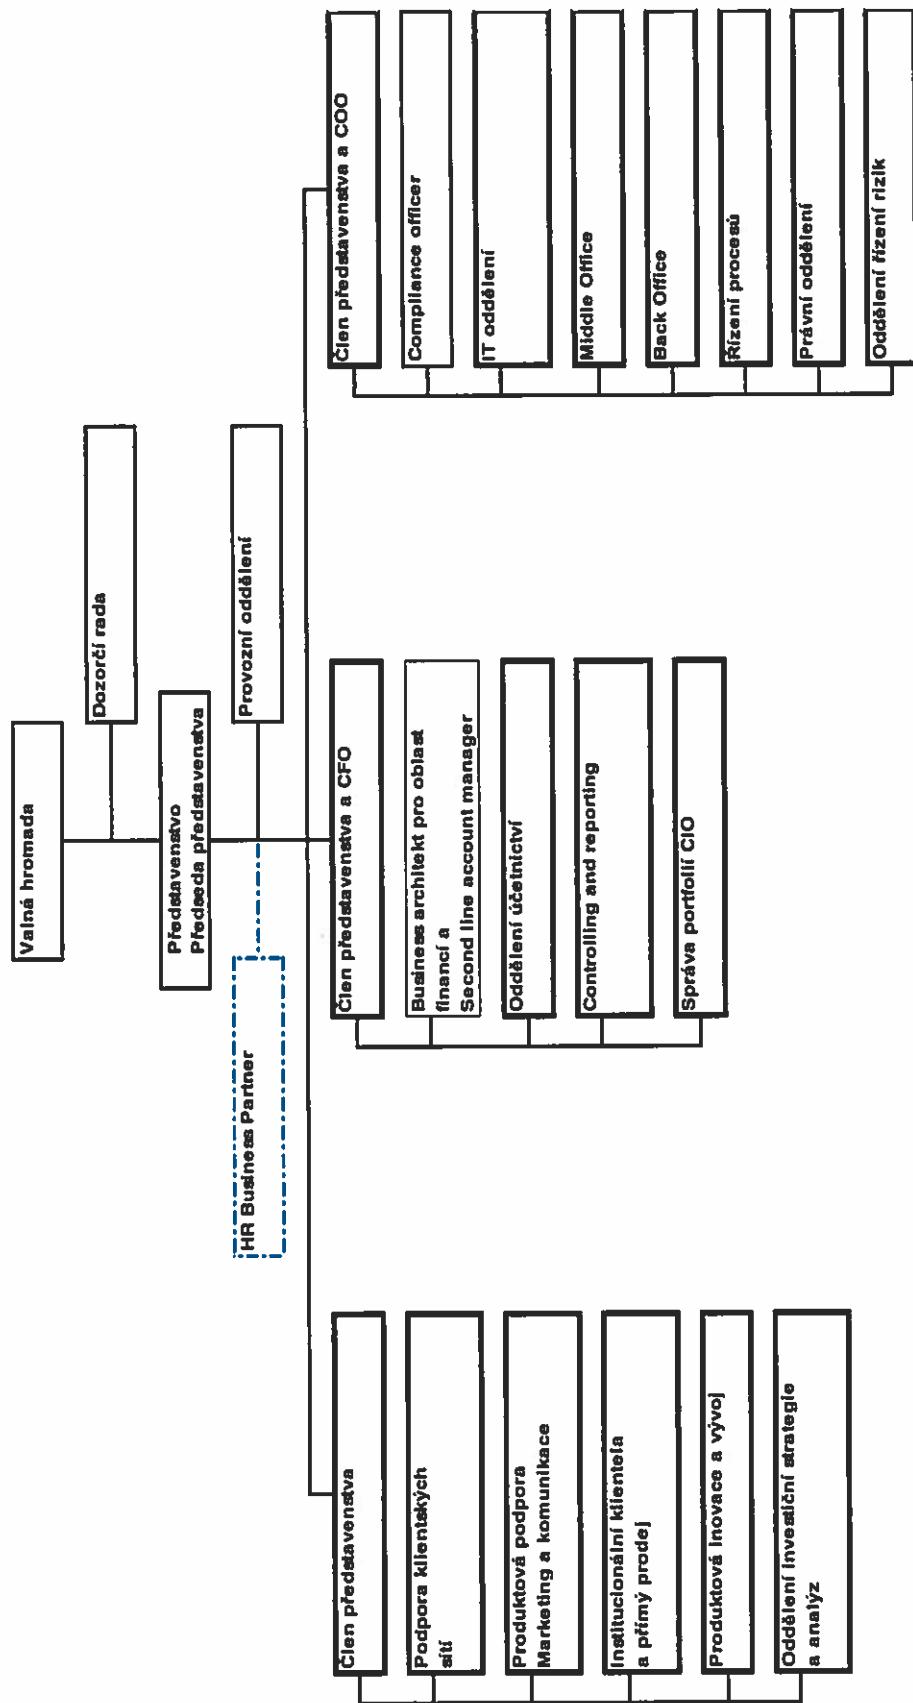 Valná hromada
Dozorčí rada
Představenstvo
Předseda představenstva
HR Business Partner
Provozní oddělení
Člen představenstva
Podpora klientských
sítí
Produktová podpora
Marketing a komunikace
Institucionální klientela
a přímý prodej
Produktová inovace a vývoj
Oddělení investiční strategie
a analýz
Člen představenstva a CFO
Business architekt pro oblast
financí a
Second line account manager
Oddělení účetnictví
Controlling and reporting
Správa portfolií CIO
Člen představenstva a COO
Compliance officer
IT oddělení
Middle Office
Back Office
Řízení procesů
Právní oddělení
Oddělení řízení rizik